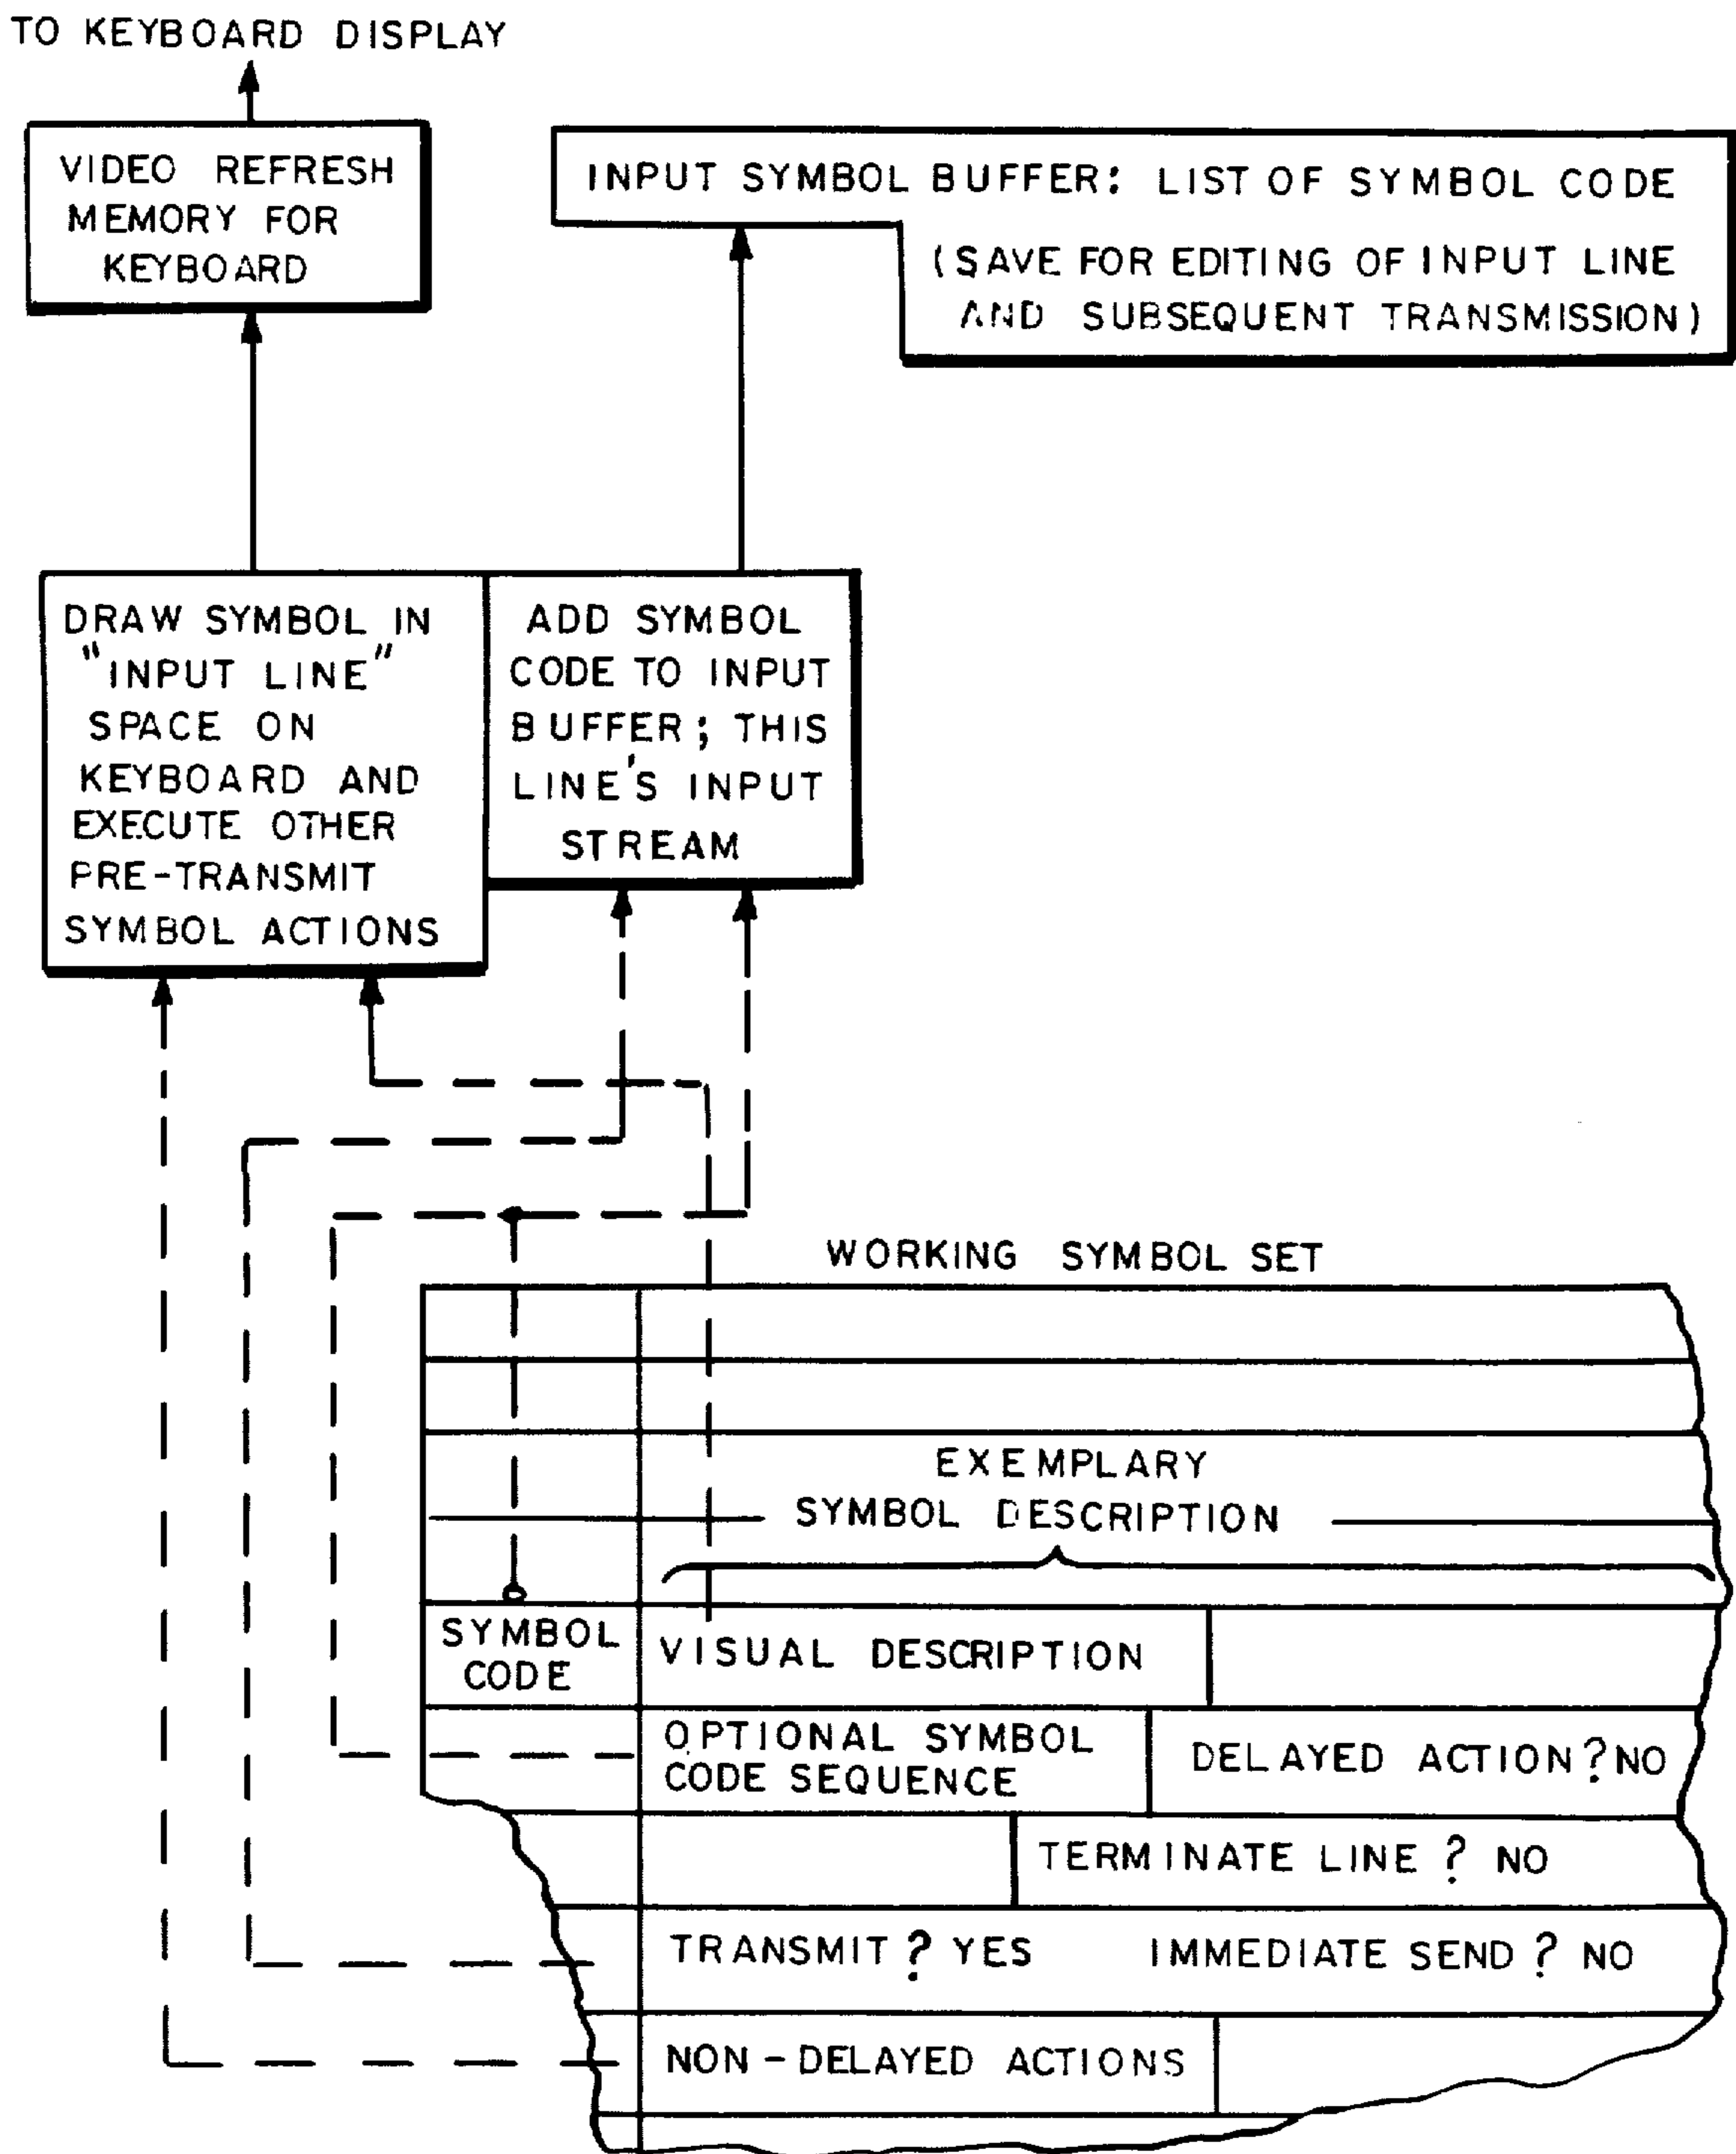 TO KEYBOARD DISPLAY
VIDEO REFRESH
MEMORY FOR
KEYBOARD
INPUT SYMBOL BUFFER: LIST OF SYMBOL CODE
(SAVE FOR EDITING OF INPUT LINE
AND SUBSEQUENT TRANSMISSION)
DRAW SYMBOL IN
"INPUT LINE"
SPACE ON
KEYBOARD AND
EXECUTE OTHER
PRE-TRANSMIT
SYMBOL ACTIONS
ADD SYMBOL
CODE TO INPUT
BUFFER; THIS
LINE'S INPUT
STREAM
WORKING SYMBOL SET
EXEMPLARY
SYMBOL DESCRIPTION
SYMBOL
CODE
VISUAL DESCRIPTION
OPTIONAL SYMBOL
CODE SEQUENCE
DELAYED ACTION? NO
TERMINATE LINE? NO
TRANSMIT? YES IMMEDIATE SEND? NO
NON-DELAYED ACTIONS